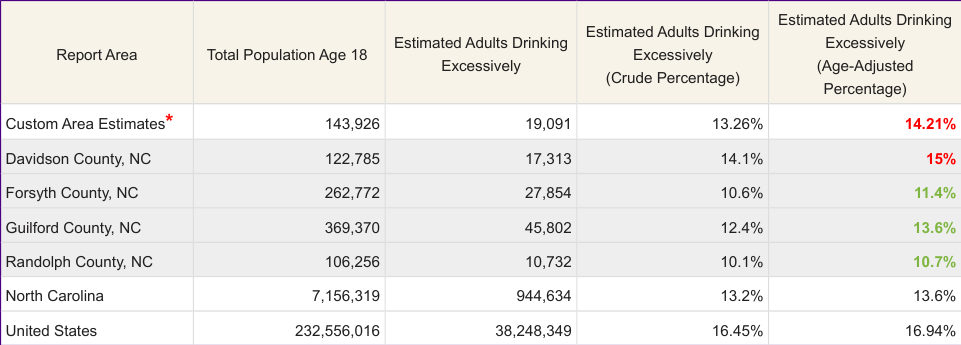 Report Area Total Population Age 18 Estimated Adults Drinking Excessively Estimated Adults Drinking Excessively (Crude Percentage) Estimated Adults Drinking Excessively (Age-Adjusted Percentage)
Custom Area Estimates* 143,926 19,091 13.26% 14.21%
Davidson County, NC 122,785 17,313 14.1% 15%
Forsyth County, NC 262,772 27,854 10.6% 11.4%
Guilford County, NC 369,370 45,802 12.4% 13.6%
Randolph County, NC 106,256 10,732 10.1% 10.7%
North Carolina 7,156,319 944,634 13.2% 13.6%
United States 232,556,016 38,248,349 16.45% 16.94%